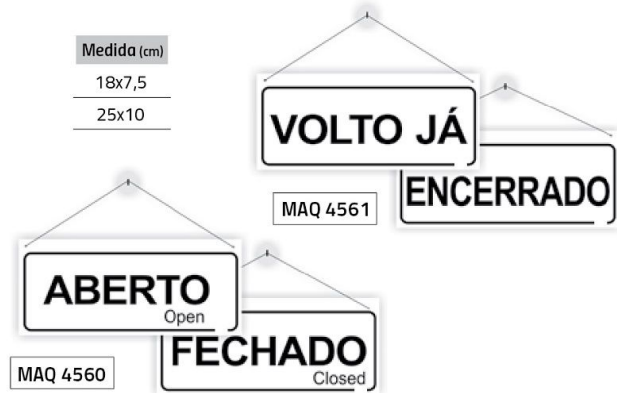 Medida (cm)
18x7,5
25x10
VOLTO JÁ
ENCERRADO
MAQ 4561
ABERTO
Open
FECHADO
Closed
MAQ 4560